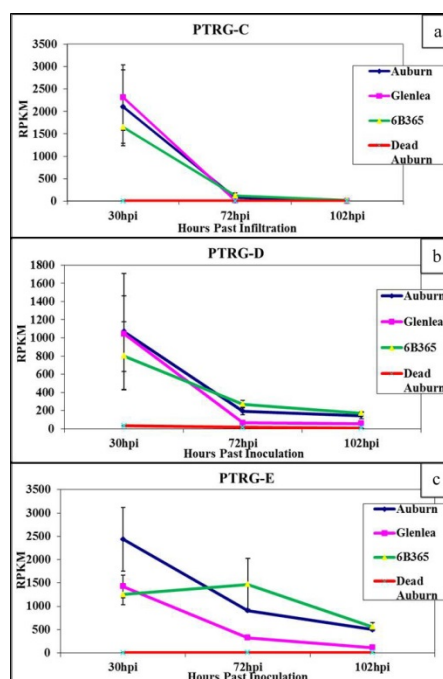 PTRG-C
a
3500
3000
2500
2000
1500
1000
500
0
RPKM
Auburn
Glenlea
6B365
Dead
Auburn
30hpi
72hpi
102hpi
Hours Past Infiltration
PTRG-D
b
1800
1600
1400
1200
1000
800
600
400
200
0
RPKM
Auburn
Glenlea
6B365
Dead
Auburn
30hpi
72hpi
102hpi
Hours Past Inoculation
PTRG-E
c
3500
3000
2500
2000
1500
1000
500
0
RPKM
Auburn
Glenlea
6B365
Dead
Auburn
30hpi
72hpi
102hpi
Hours Past Inoculation